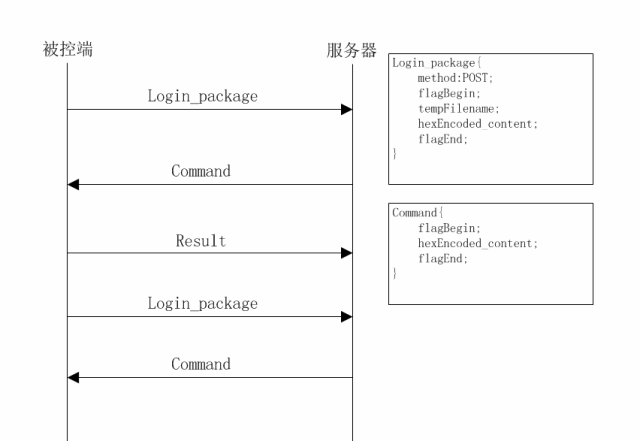 被控端
服务器
Login_package
Command
Result
Login_package
Command
Login_package{
method:POST;
flagBegin;
tempFilename;
hexEncoded_content;
flagEnd;
}
Command{
flagBegin;
hexEncoded_content;
flagEnd;
}